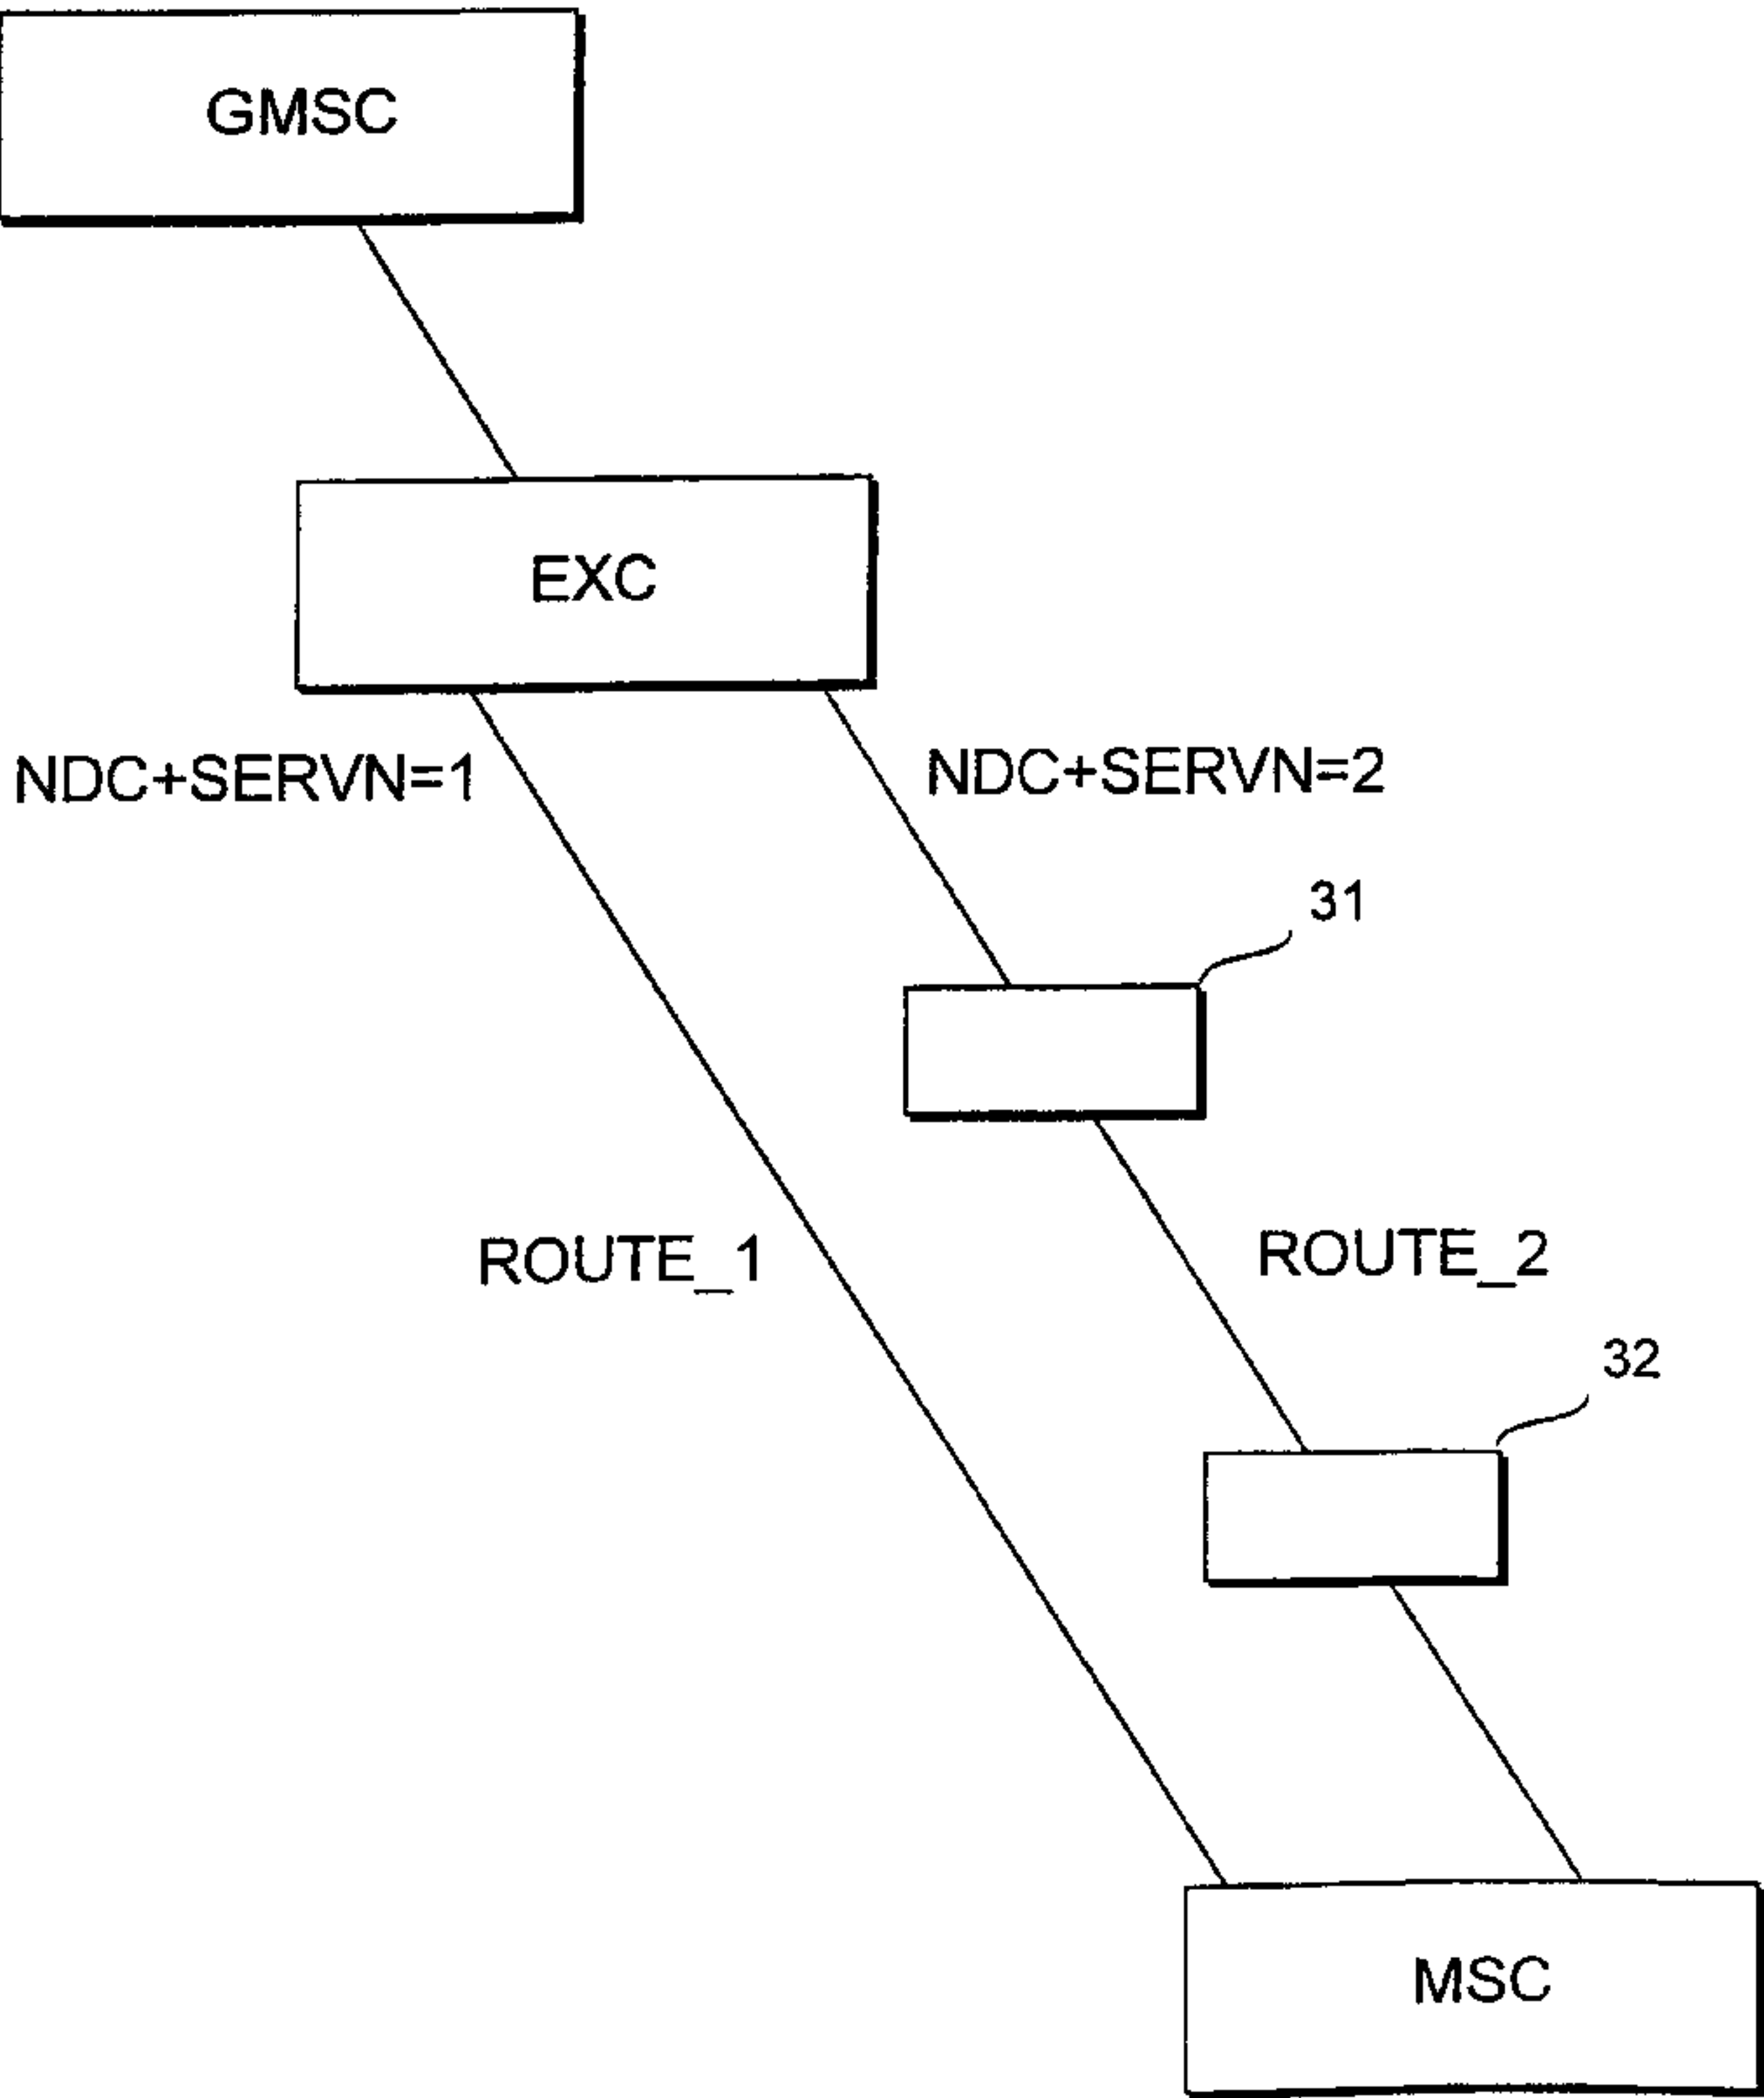 GMSC
EXC
NDC+SERVN=1
NDC+SERVN=2
31
ROUTE_1
ROUTE_2
32
MSC